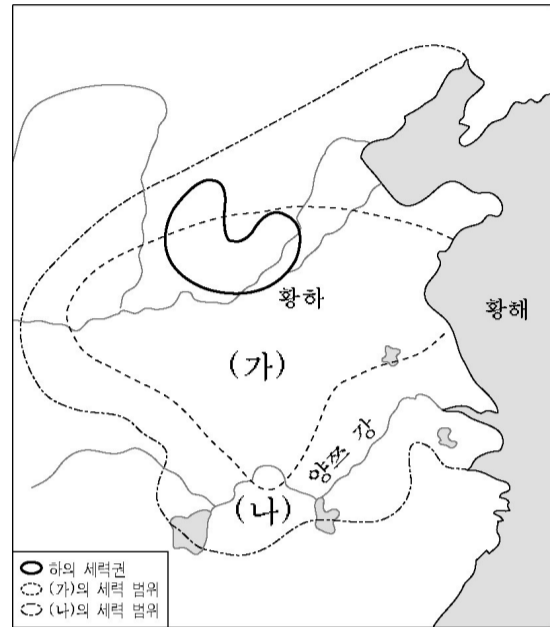 황하
황해
(가)
양쯔 강
(나)
하의 세력권
(가)의 세력 범위
(나)의 세력 범위